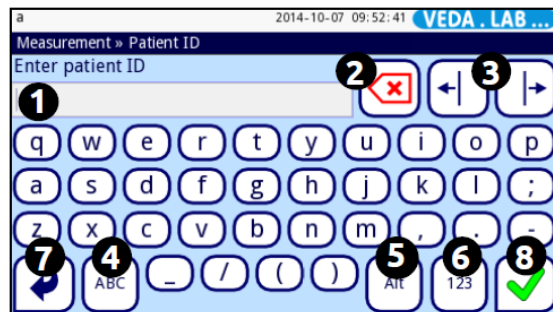 a 2014-10-07 09:52:41 VEDA . LAB ...
Measurement » Patient ID
Enter patient ID
2 3
1
q w e r t y u i o p
a s d f g h j k l ;
z x c v b n m , . -
7 4 5 6 8
ABC _ / ( ) Alt 123